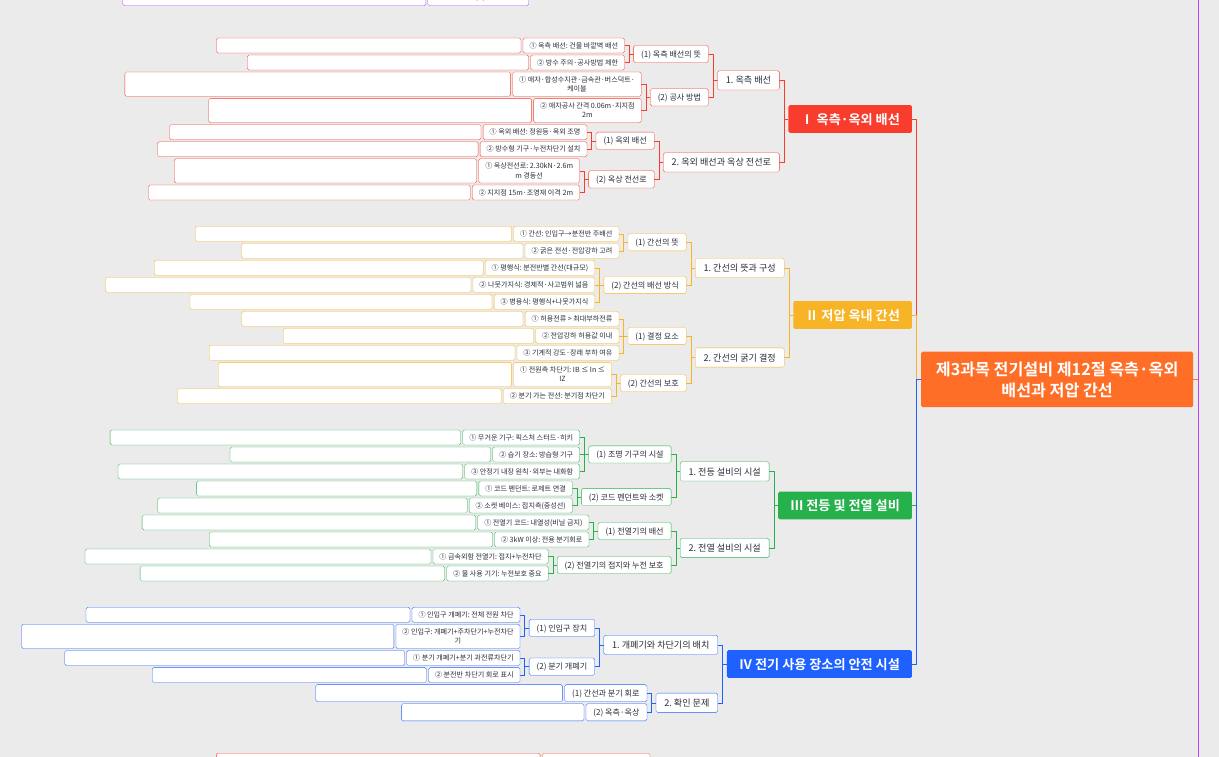 제3과목 전기설비 제12절 옥측·옥외
배선과 저압 간선
Ⅰ 옥측·옥외 배선
1. 옥측 배선
(1) 옥측 배선의 뜻
① 옥측 배선: 건물 바깥벽 배선
② 방수 주의·공사방법 제한
(2) 공사 방법
① 애자·합성수지관·금속관·버스덕트·
케이블
② 애자공사 간격 0.06m·지지점
2m
2. 옥외 배선과 옥상 전선로
(1) 옥외 배선
① 옥외 배선: 정원등·옥외 조명
② 방수형 기구·누전차단기 설치
(2) 옥상 전선로
① 옥상전선로: 2.30kN·2.6m
m 경동선
② 지지점 15m·조영재 이격 2m
II 저압 옥내 간선
1. 간선의 뜻과 구성
(1) 간선의 뜻
① 간선: 인입구→분전반 주배선
② 굵은 전선·전압강하 고려
(2) 간선의 배선 방식
① 평행식: 분전반별 간선(대규모)
② 나뭇가지식: 경제적·사고범위 넓음
③ 병용식: 평행식+나뭇가지식
2. 간선의 굵기 결정
(1) 결정 요소
① 허용전류 > 최대부하전류
② 전압강하 허용값 이내
③ 기계적 강도·장래 부하 여유
(2) 간선의 보호
① 전원측 차단기: IB ≤ In ≤
IZ
② 분기 가는 전선: 분기점 차단기
III 전등 및 전열 설비
1. 전등 설비의 시설
(1) 조명 기구의 시설
① 무거운 기구: 픽스처 스터드·히키
② 습기 장소: 방습형 기구
③ 안정기 내장 원칙·외부는 내화함
(2) 코드 펜던트와 소켓
① 코드 펜던트: 로제트 연결
② 소켓 베이스: 접지측(중성선)
2. 전열 설비의 시설
(1) 전열기의 배선
① 전열기 코드: 내열성(비닐 금지)
② 3kW 이상: 전용 분기회로
(2) 전열기의 접지와 누전 보호
① 금속외함 전열기: 접지+누전차단
② 물 사용 기기: 누전보호 중요
IV 전기 사용 장소의 안전 시설
1. 개폐기와 차단기의 배치
(1) 인입구 장치
① 인입구 개폐기: 전체 전원 차단
② 인입구: 개폐기+주차단기+누전차단
기
(2) 분기 개폐기
① 분기 개폐기+분기 과전류차단기
② 분전반 차단기 회로 표시
2. 확인 문제
(1) 간선과 분기 회로
(2) 옥측·옥상